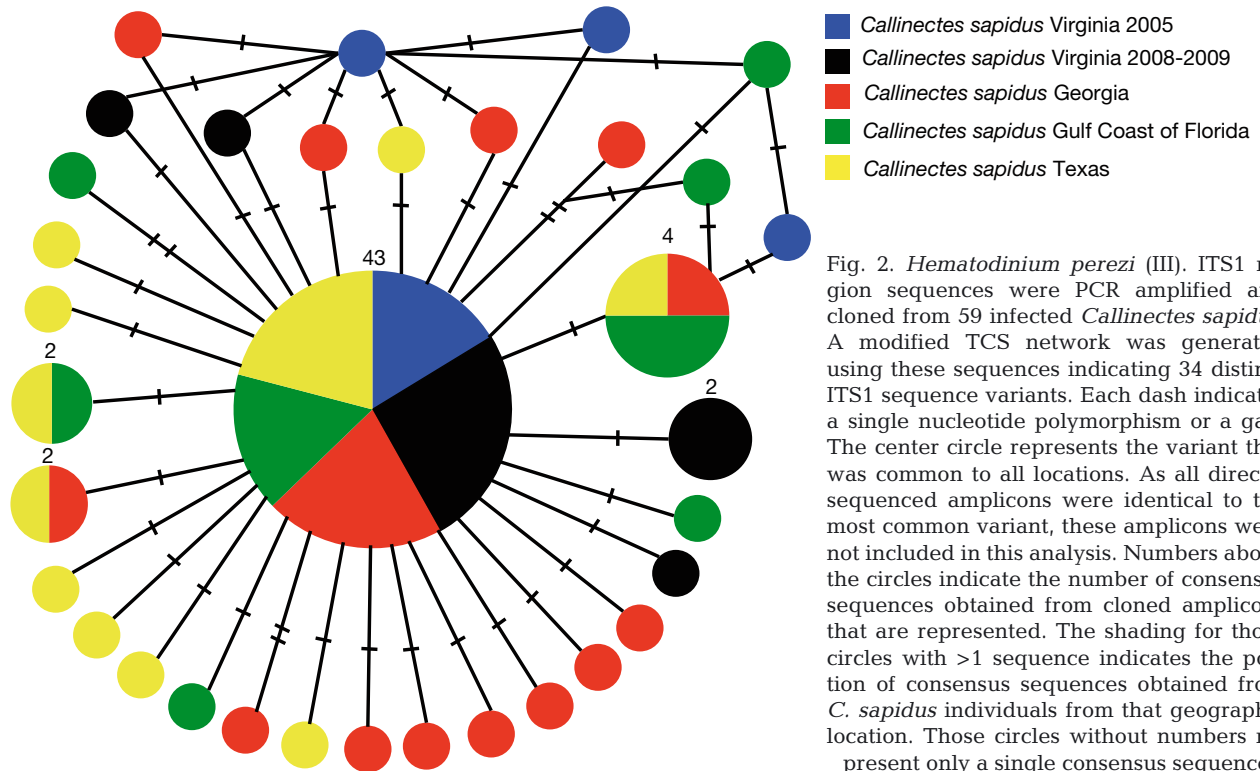 Callinectes sapidus Virginia 2005
Callinectes sapidus Virginia 2008-2009
Callinectes sapidus Georgia
Callinectes sapidus Gulf Coast of Florida
Callinectes sapidus Texas
43
4
2
2
2
Fig. 2. Hematodinium perezi (III). ITS1 r
gion sequences were PCR amplified a
cloned from 59 infected Callinectes sapidu
A modified TCS network was generat
using these sequences indicating 34 distin
ITS1 sequence variants. Each dash indicat
a single nucleotide polymorphism or a ga
The center circle represents the variant th
was common to all locations. As all direc
sequenced amplicons were identical to t
most common variant, these amplicons we
not included in this analysis. Numbers abo
the circles indicate the number of consens
sequences obtained from cloned amplico
that are represented. The shading for tho
circles with >1 sequence indicates the po
tion of consensus sequences obtained fro
C. sapidus individuals from that geograph
location. Those circles without numbers r
present only a single consensus sequence